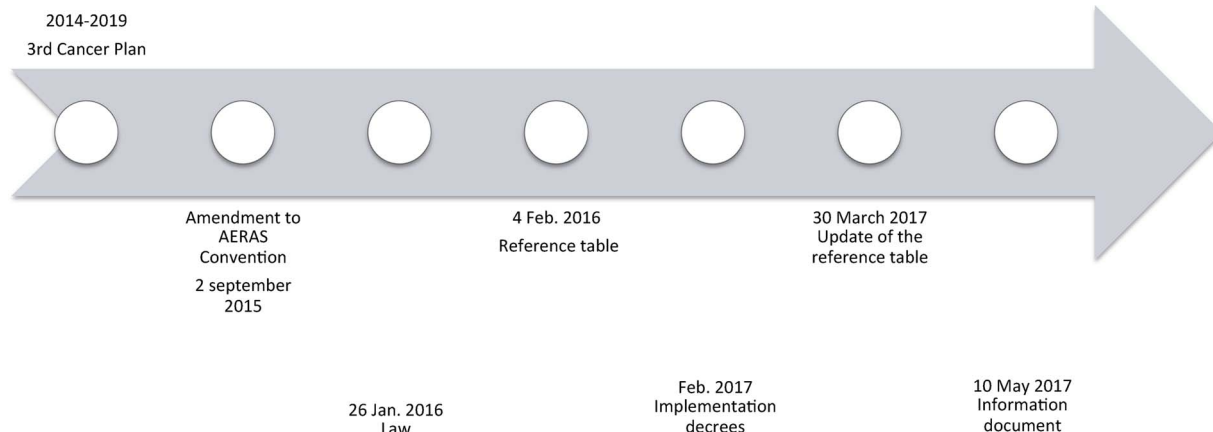 2014-2019
3rd Cancer Plan
Amendment to
AERAS
Convention
2 september
2015
26 Jan. 2016
Law
4 Feb. 2016
Reference table
Feb. 2017
Implementation
decrees
30 March 2017
Update of the
reference table
10 May 2017
Information
document